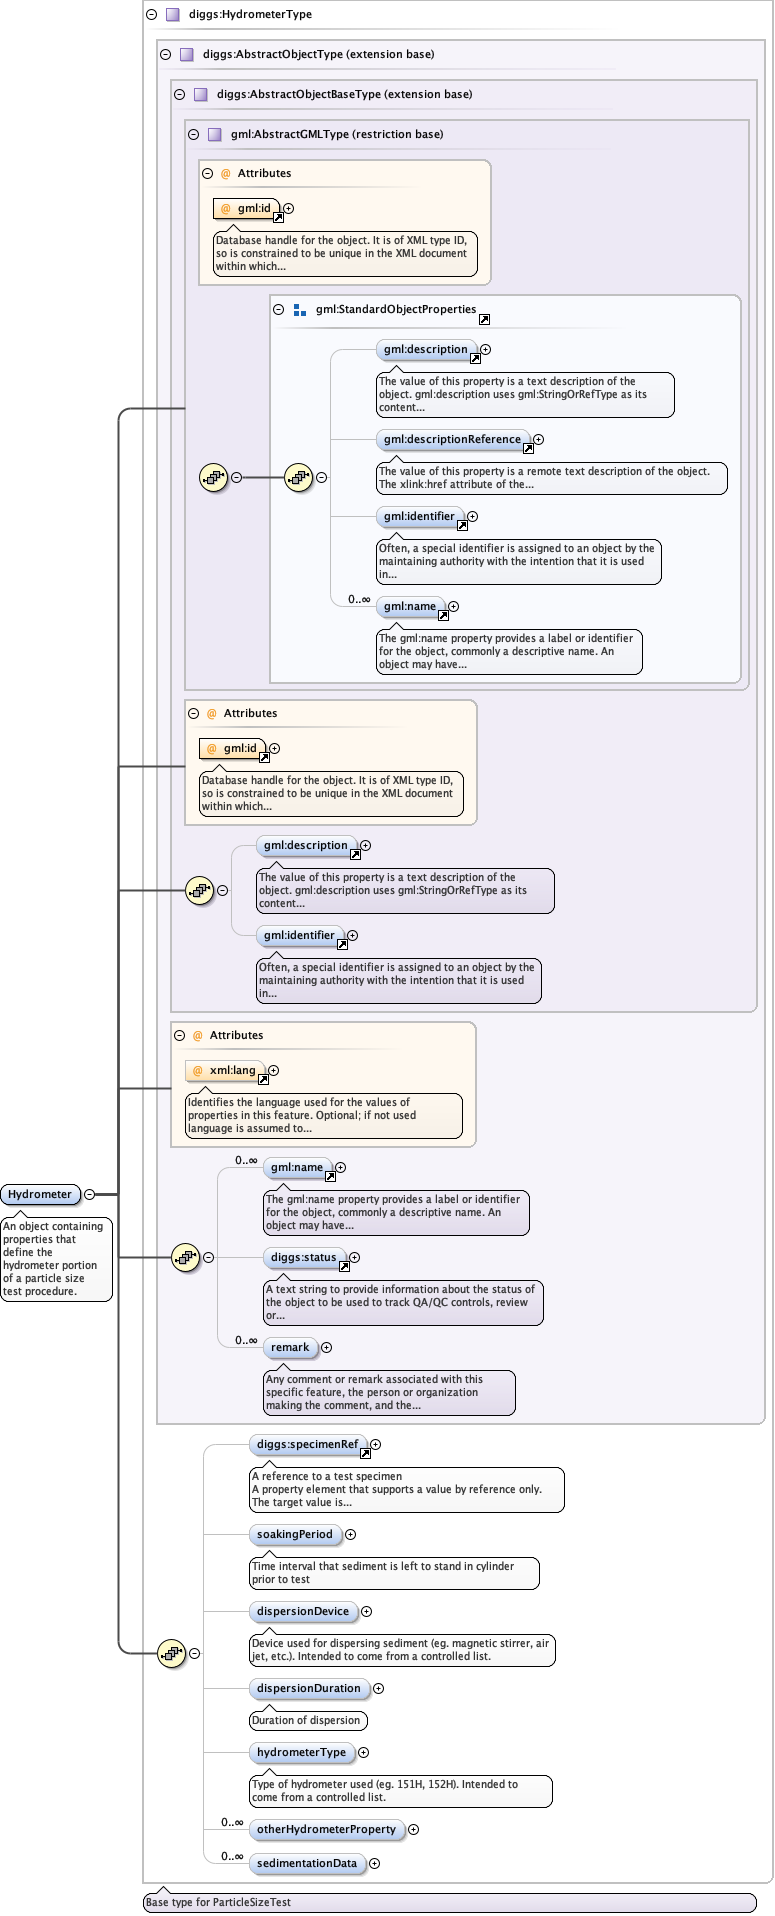 diggs:HydrometerType
diggs:AbstractObjectType (extension base)
diggs:AbstractObjectBaseType (extension base)
gml:AbstractGMLType (restriction base)
@ Attributes
@ gml:id
Database handle for the object. It is of XML type ID,
so is constrained to be unique in the XML document
within which...
gml:StandardObjectProperties
gml:description
The value of this property is a text description of the
object. gml:description uses gml:StringOrRefType as its
content...
gml:descriptionReference
The value of this property is a remote text description of the object.
The xlink:href attribute of the...
gml:identifier
Often, a special identifier is assigned to an object by the
maintaining authority with the intention that it is used
in...
0..∞
gml:name
The gml:name property provides a label or identifier
for the object, commonly a descriptive name. An
object may have...
@ Attributes
@ gml:id
Database handle for the object. It is of XML type ID,
so is constrained to be unique in the XML document
within which...
gml:description
The value of this property is a text description of the
object. gml:description uses gml:StringOrRefType as its
content...
gml:identifier
Often, a special identifier is assigned to an object by the
maintaining authority with the intention that it is used
in...
@ Attributes
@ xml:lang
Identifies the language used for the values of
properties in this feature. Optional; if not used
language is assumed to...
0..∞
gml:name
The gml:name property provides a label or identifier
for the object, commonly a descriptive name. An
object may have...
Hydrometer
An object containing
properties that
define the
hydrometer portion
of a particle size
test procedure.
diggs:status
A text string to provide information about the status of
the object to be used to track QA/QC controls, review
or...
0..∞
remark
Any comment or remark associated with this
specific feature, the person or organization
making the comment, and the...
diggs:specimenRef
A reference to a test specimen
A property element that supports a value by reference only.
The target value is...
soakingPeriod
Time interval that sediment is left to stand in cylinder
prior to test
dispersionDevice
Device used for dispersing sediment (eg. magnetic stirrer, air
jet, etc.). Intended to come from a controlled list.
dispersionDuration
Duration of dispersion
hydrometerType
Type of hydrometer used (eg. 151H, 152H). Intended to
come from a controlled list.
0..∞
otherHydrometerProperty
0..∞
sedimentationData
Base type for ParticleSizeTest